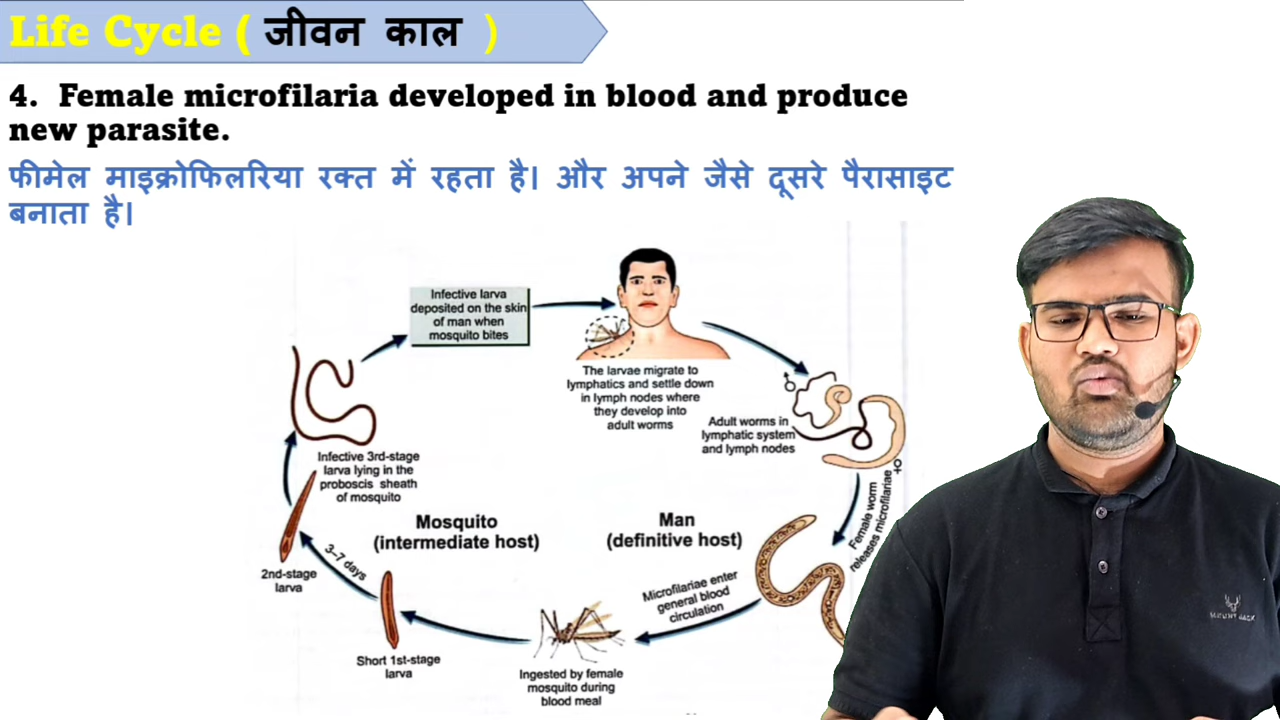 Life Cycle ( जीवन काल )
4. Female microfilaria developed in blood and produce
new parasite.
फीमेल माइक्रोफिलरिया रक्त में रहता है। और अपने जैसे दूसरे पैरासाइट
बनाता है।
Infective larva
deposited on the skin
of man when
mosquito bites
The larvae migrate to
lymphatics and settle down
in lymph nodes where
they develop into
adult worms
Adult worms in
lymphatic system
and lymph nodes
Infective 3rd-stage
larva lying in the
proboscis sheath
of mosquito
Mosquito
(intermediate host)
Man
(definitive host)
Female worm
releases microfilariae
3–7 days
2nd-stage
larva
Microfilariae enter
general blood
circulation
Short 1st-stage
larva
Ingested by female
mosquito during
blood meal